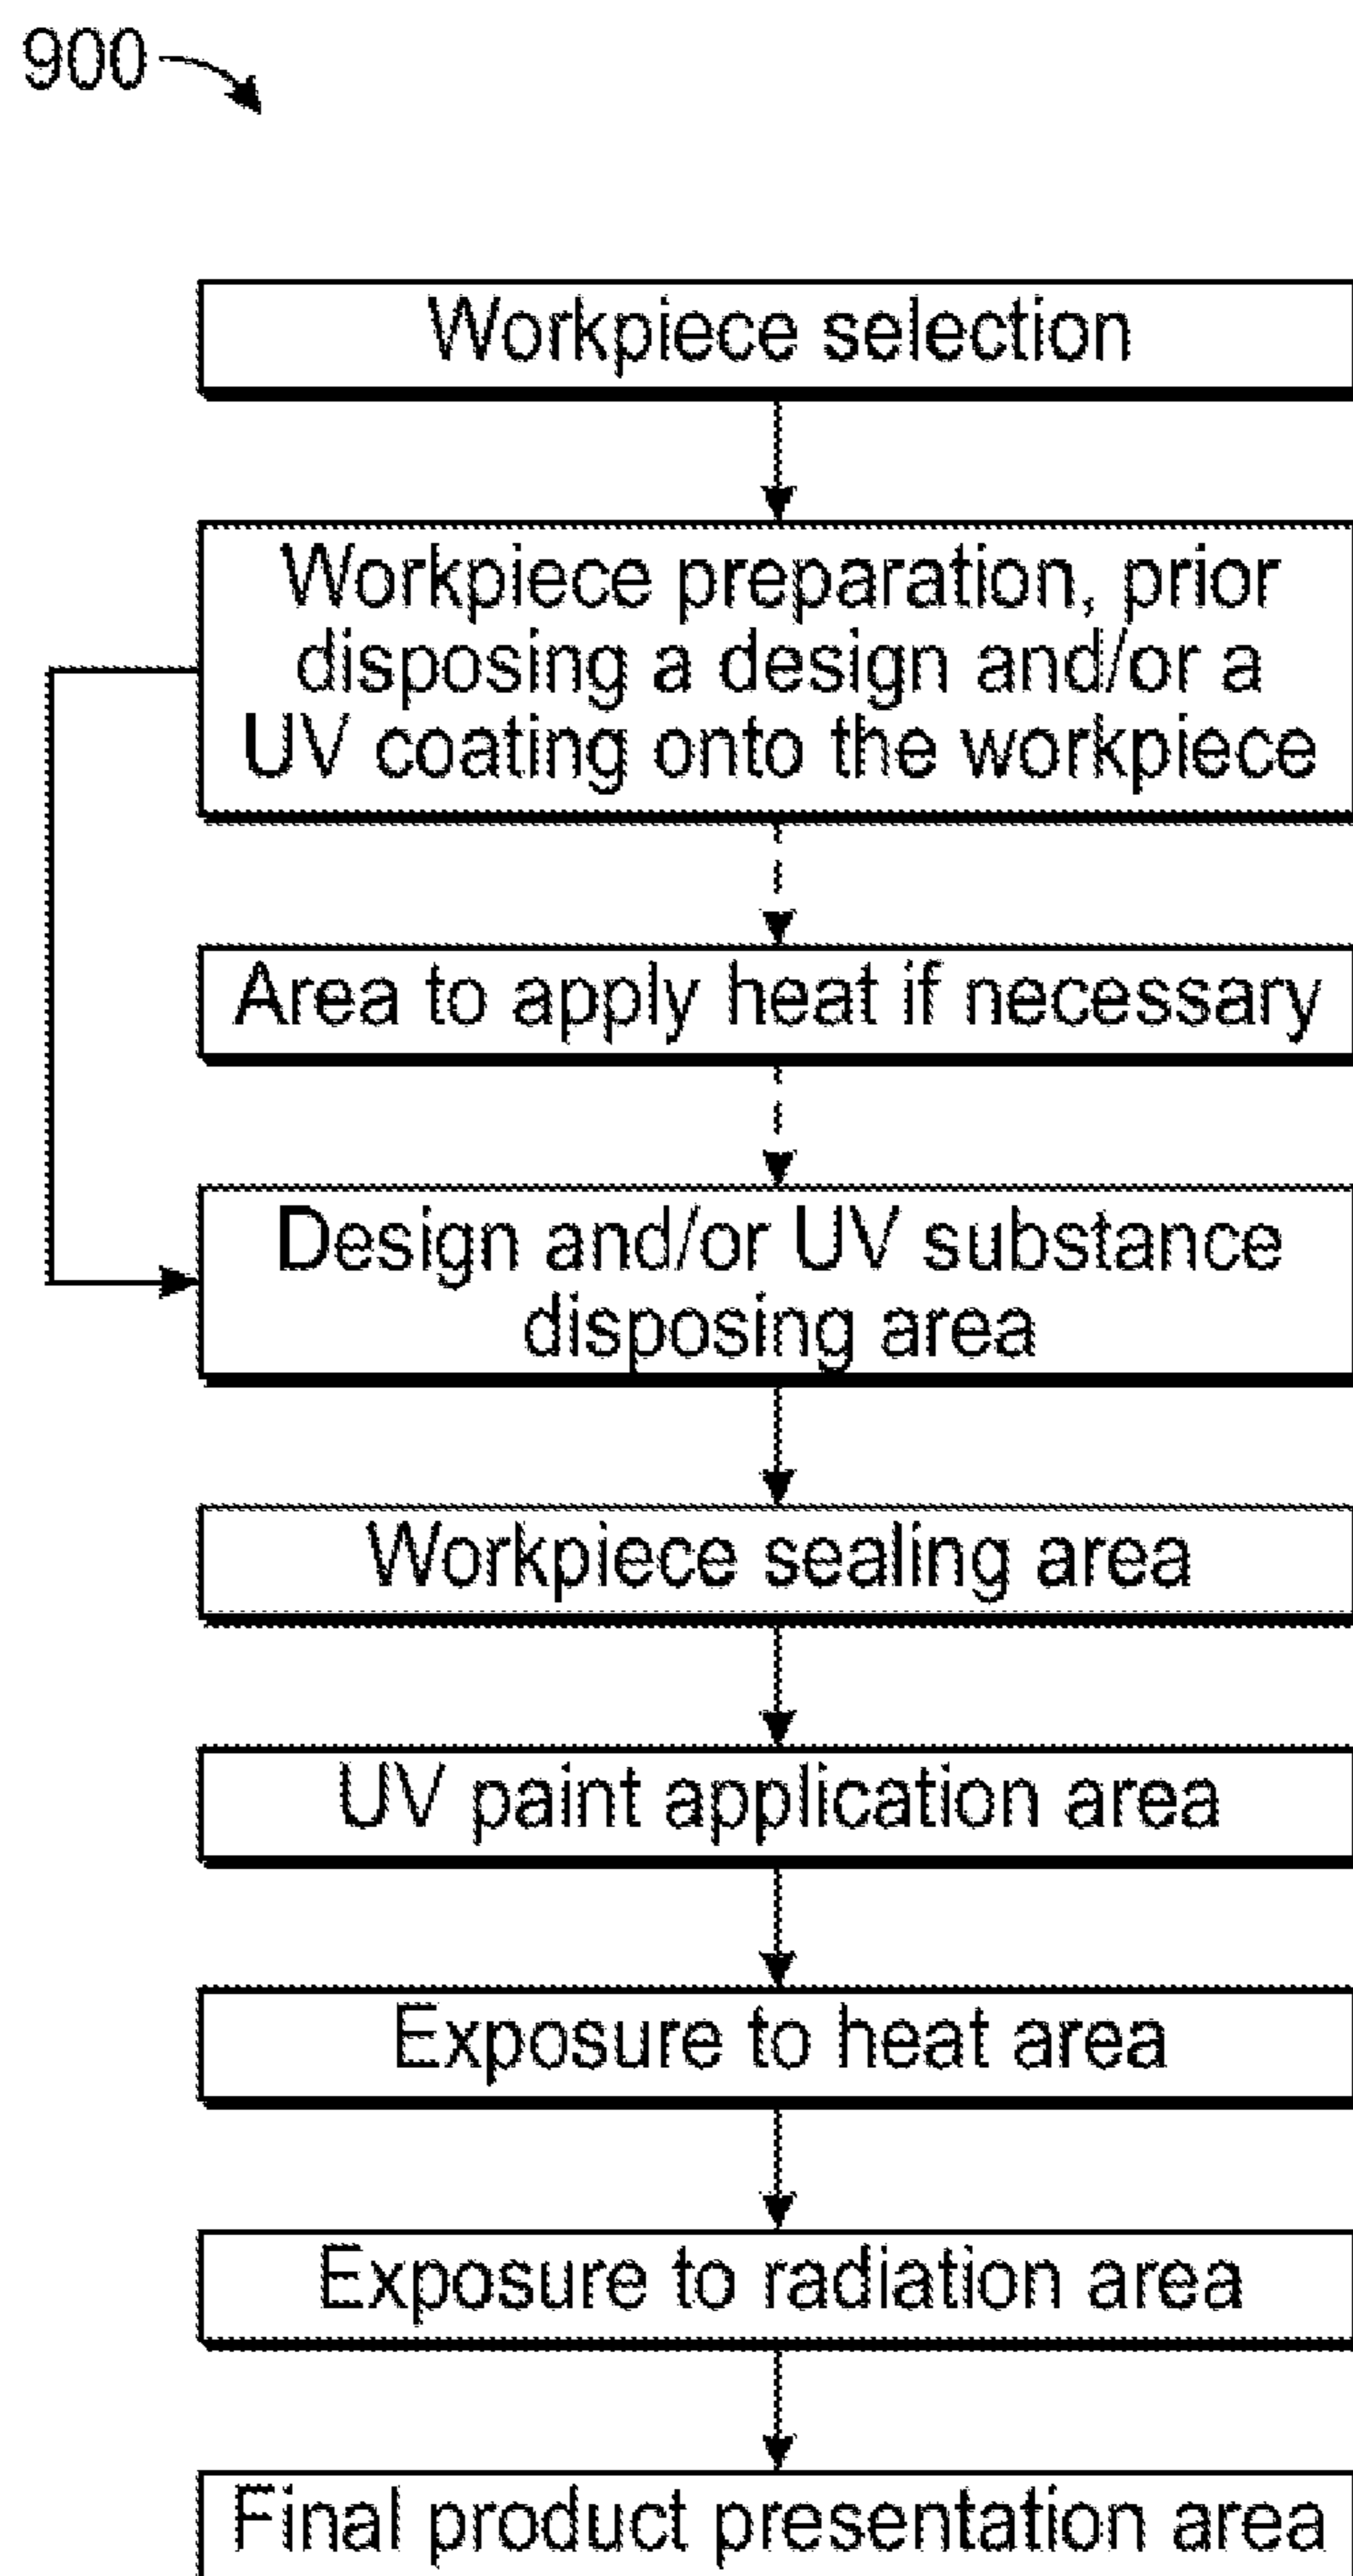 900
Workpiece selection
Workpiece preparation, prior
disposing a design and/or a
UV coating onto the workpiece
Area to apply heat if necessary
Design and/or UV substance
disposing area
Workpiece sealing area
UV paint application area
Exposure to heat area
Exposure to radiation area
Final product presentation area